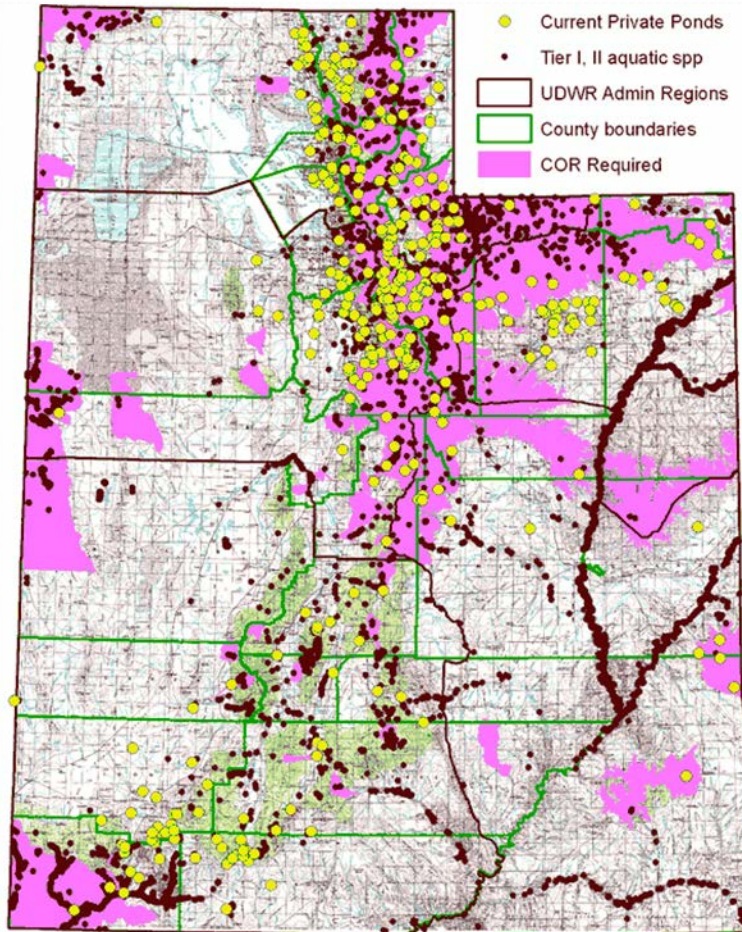 Current Private Ponds
Tier I, II aquatic spp
UDWR Admin Regions
County boundaries
COR Required